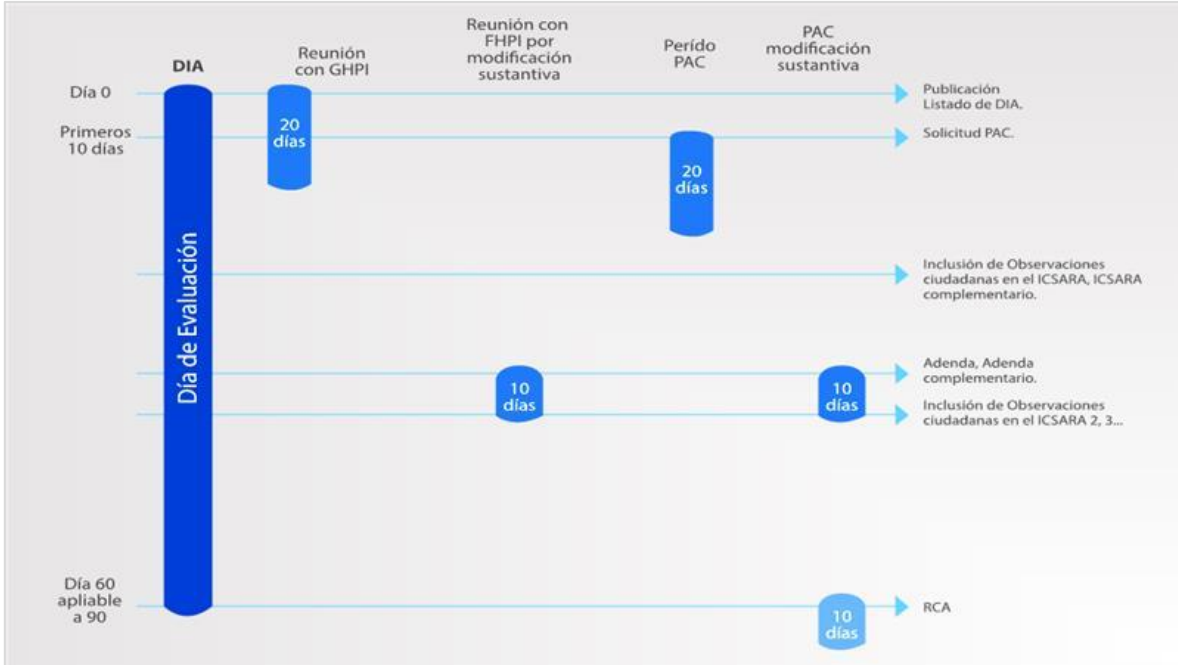 DIA
Reunión
con GHPI
Reunión con
FHPI por
modificación
sustantiva
Perído
PAC
PAC
modificación
sustantiva
Día 0
Publicación
Listado de DIA.
Primeros
10 días
Solicitud PAC.
20
días
20
días
Día de Evaluación
Inclusión de Observaciones
ciudadanas en el ICSARA, ICSARA
complementario.
Adenda, Adenda
complementario.
10
días
10
días
Inclusión de Observaciones
ciudadanas en el ICSARA 2, 3...
Día 60
apliable
a 90
RCA
10
días